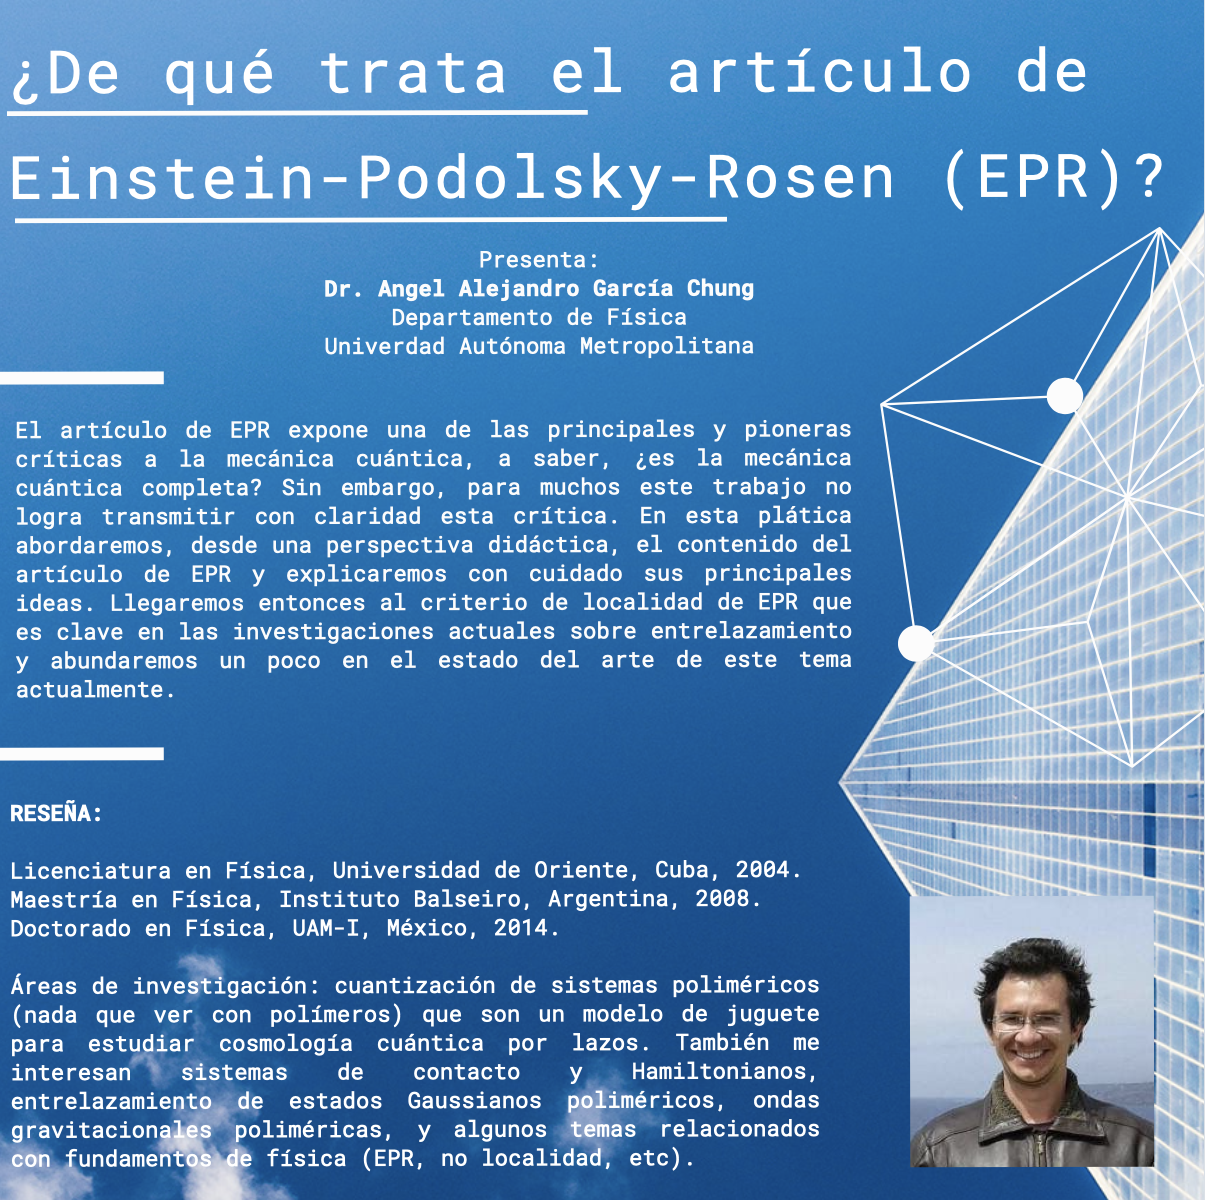 ¿De qué trata el artículo de
Einstein-Podolsky-Rosen (EPR)?
Presenta:
Dr. Angel Alejandro García Chung
Departamento de Física
Univerdad Autónoma Metropolitana
El artículo de EPR expone una de las principales y pioneras
críticas a la mecánica cuántica, a saber, ¿es la mecánica
cuántica completa? Sin embargo, para muchos este trabajo no
logra transmitir con claridad esta crítica. En esta plática
abordaremos, desde una perspectiva didáctica, el contenido del
artículo de EPR y explicaremos con cuidado sus principales
ideas. Llegaremos entonces al criterio de localidad de EPR que
es clave en las investigaciones actuales sobre entrelazamiento
y abundaremos un poco en el estado del arte de este tema
actualmente.
RESEÑA:
Licenciatura en Física, Universidad de Oriente, Cuba, 2004.
Maestría en Física, Instituto Balseiro, Argentina, 2008.
Doctorado en Física, UAM-I, México, 2014.
Áreas de investigación: cuantización de sistemas poliméricos
(nada que ver con polímeros) que son un modelo de juguete
para estudiar cosmología cuántica por lazos. También me
interesan sistemas de contacto y Hamiltonianos,
entrelazamiento de estados Gaussianos poliméricos, ondas
gravitacionales poliméricas, y algunos temas relacionados
con fundamentos de física (EPR, no localidad, etc).